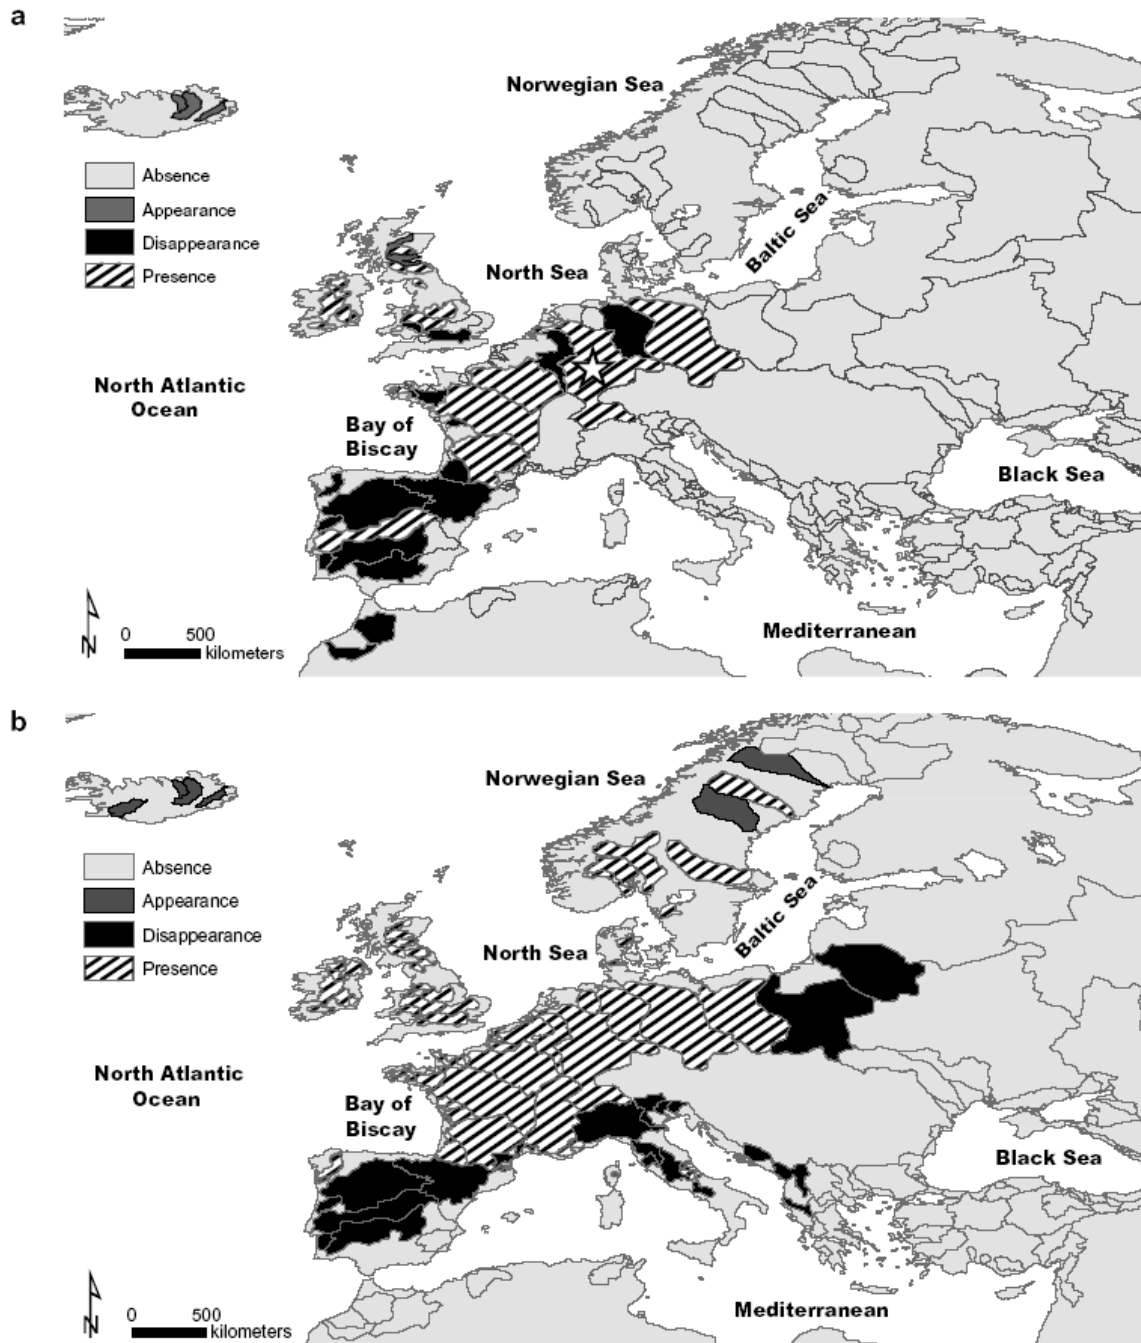 a
Norwegian Sea
Absence
Appearance
Disappearance
Presence
Baltic Sea
North Sea
North Atlantic
Ocean
Bay of
Biscay
Black Sea
N
0 500
kilometers
Mediterranean
b
Norwegian Sea
Absence
Appearance
Disappearance
Presence
Baltic Sea
North Sea
North Atlantic
Ocean
Bay of
Biscay
Black Sea
N
0 500
kilometers
Mediterranean